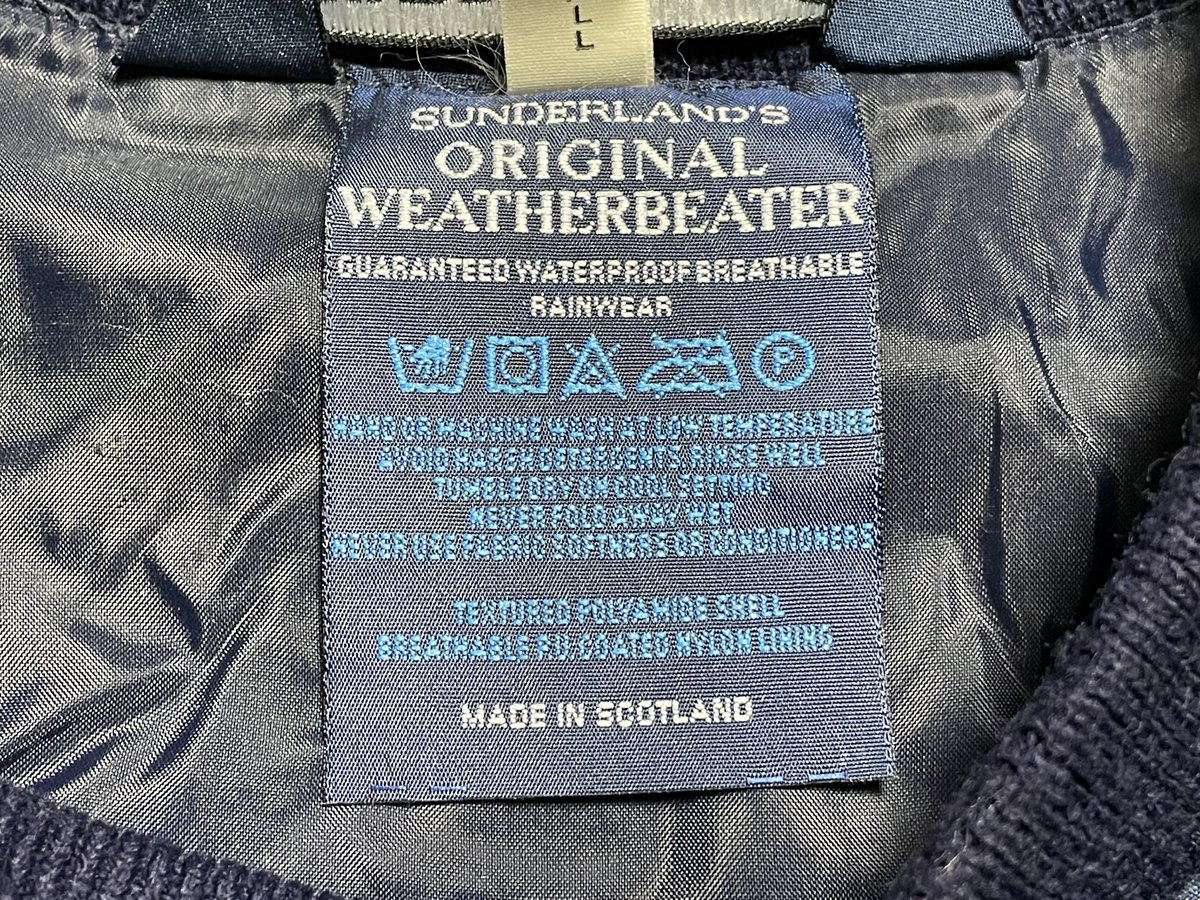 L
L
SUNDERLAND'S
ORIGINAL
WEATHERBEATER
GUARANTEED WATERPROOF BREATHABLE
RAINWEAR
P
HAND OR MACHINE WASH AT LOW TEMPERATURE
AVOID HARSH DETERGENTS RINSE WELL
TUMBLE DRY ON COOL SETTING
NEVER FOLD AWAY WET
NEVER USE FABRIC SOFTNERS OR CONDITIONERS
TEXTURED POLYAMIDE SHELL
BREATHABLE PU COATED NYLON LINING
MADE IN SCOTLAND